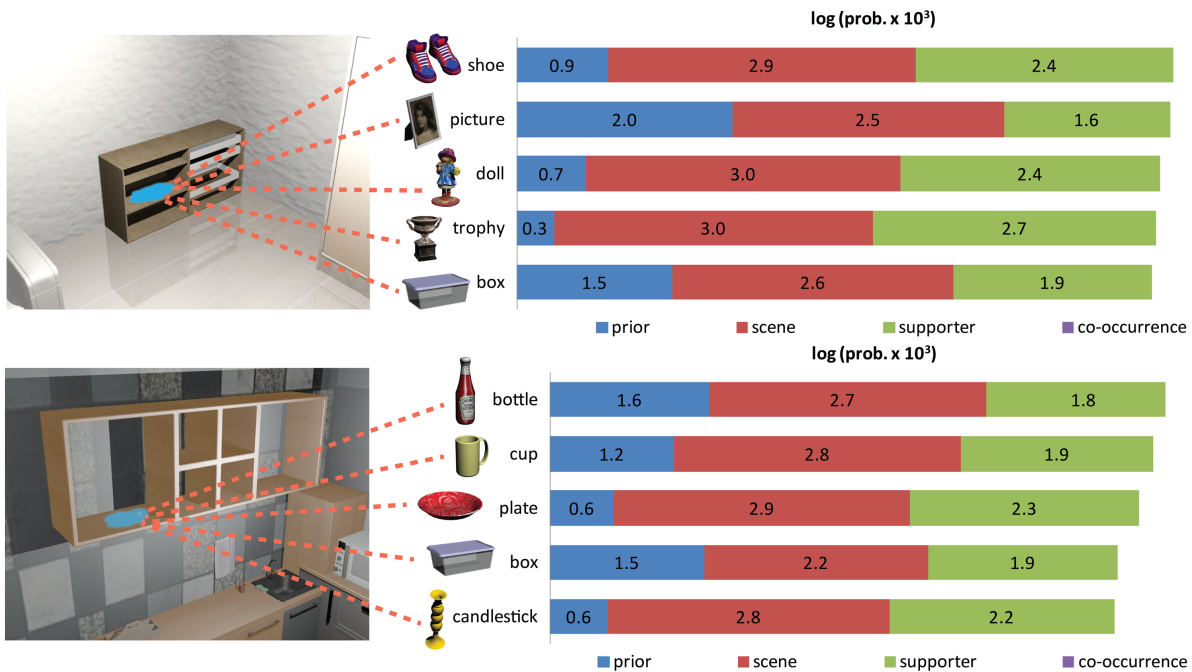 log (prob. x 10³)
shoe 0.9 2.9 2.4
picture 2.0 2.5 1.6
doll 0.7 3.0 2.4
trophy 0.3 3.0 2.7
box 1.5 2.6 1.9
prior scene supporter co-occurrence
log (prob. x 10³)
bottle 1.6 2.7 1.8
cup 1.2 2.8 1.9
plate 0.6 2.9 2.3
box 1.5 2.2 1.9
candlestick 0.6 2.8 2.2
prior scene supporter co-occurrence